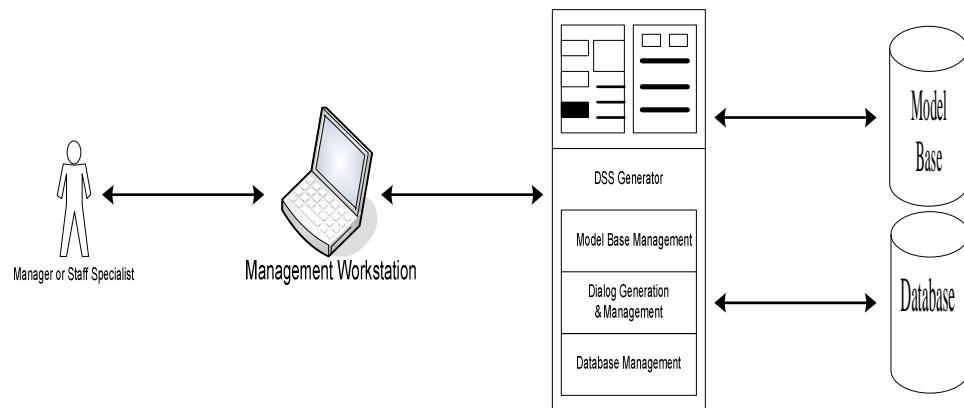 Manager or Staff Specialist
Management Workstation
DSS Generator
Model Base Management
Dialog Generation
& Management
Database Management
Model
Base
Database